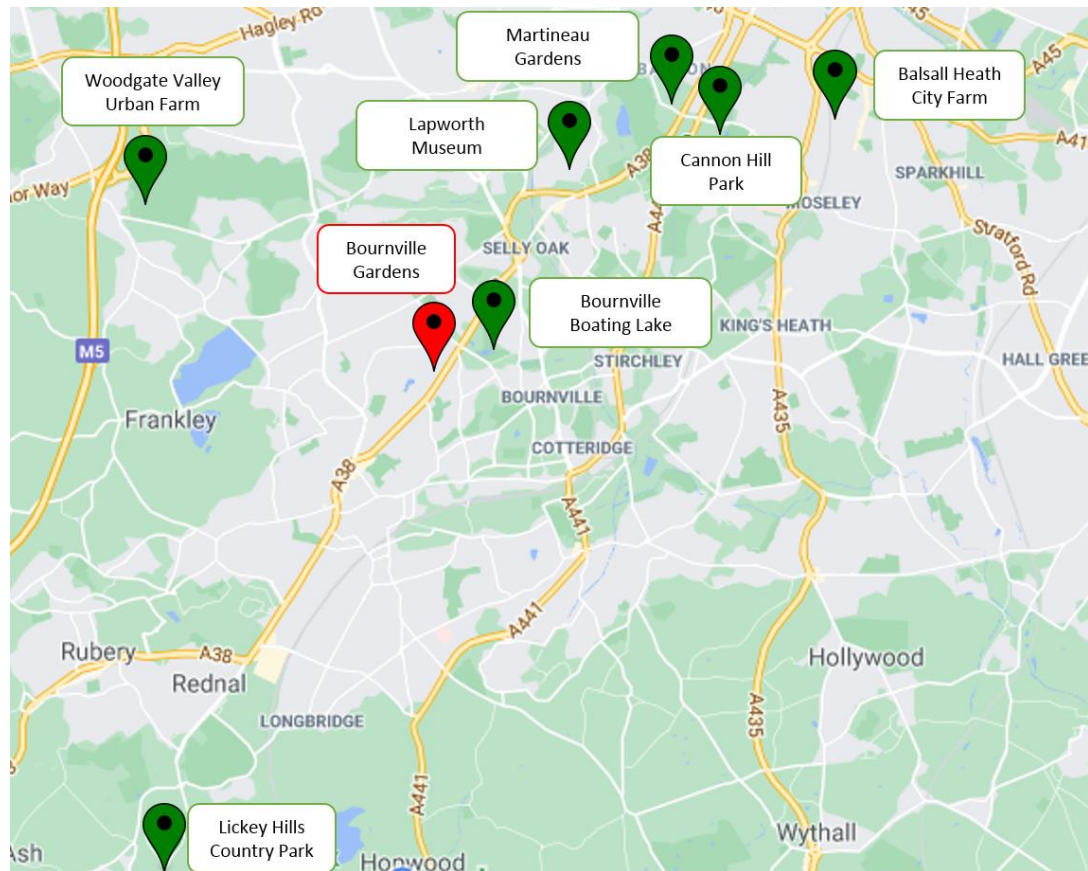 Hagley Rd
A45
Martineau
Gardens
Woodgate Valley
Urban Farm
Balsall Heath
City Farm
A45
Lapworth
Museum
A41
A38
Cannon Hill
Park
SPARKHILL
or Way
MOSELEY
Bournville
Gardens
SELLY OAK
Stratford Rd
Bournville
Boating Lake
KING'S HEATH
M5
STIRCHLEY
HALL GREE
BOURNVILLE
Frankley
A435
COTTERIDGE
A38
A441
A441
Rubery
A38
Hollywood
Rednal
A435
LONGBRIDGE
A441
Lickey Hills
Country Park
Wythall
Ash
Hopwood